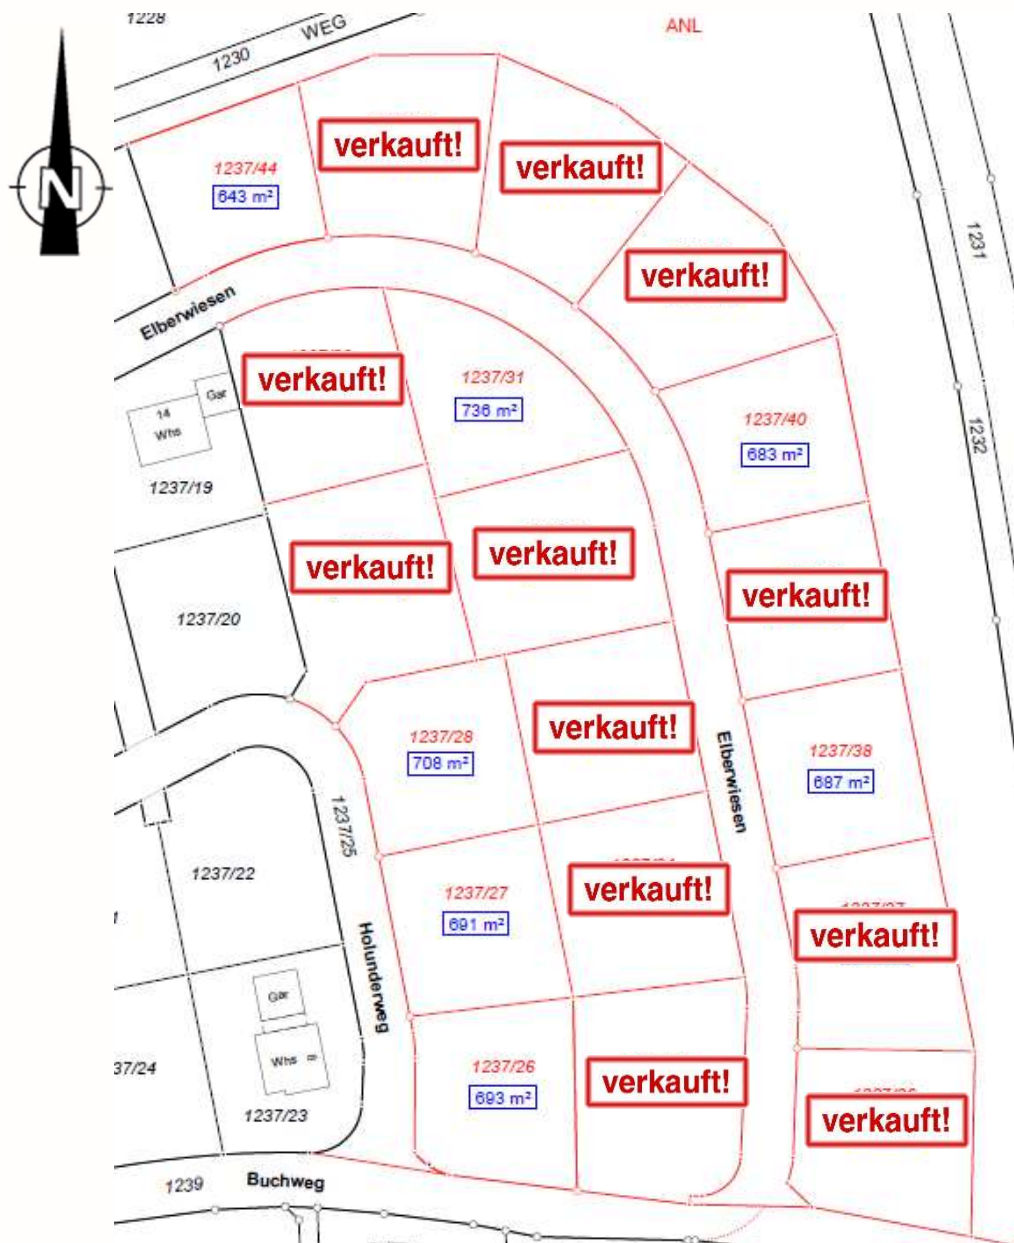 1228
1230
WEG
ANL
N
verkauft!
1237/44
643 m²
verkauft!
verkauft!
1231
Elberwiesen
verkauft!
1237/31
736 m²
14
Whs
Gar
1237/40
683 m²
1232
1237/19
verkauft!
verkauft!
verkauft!
1237/20
verkauft!
1237/28
708 m²
Elberwiesen
1237/38
687 m²
1237/25
1237/22
1237/27
691 m²
verkauft!
verkauft!
Holunderweg
Gar
Whs
8
37/24
1237/23
1237/26
693 m²
verkauft!
verkauft!
1239
Buchweg